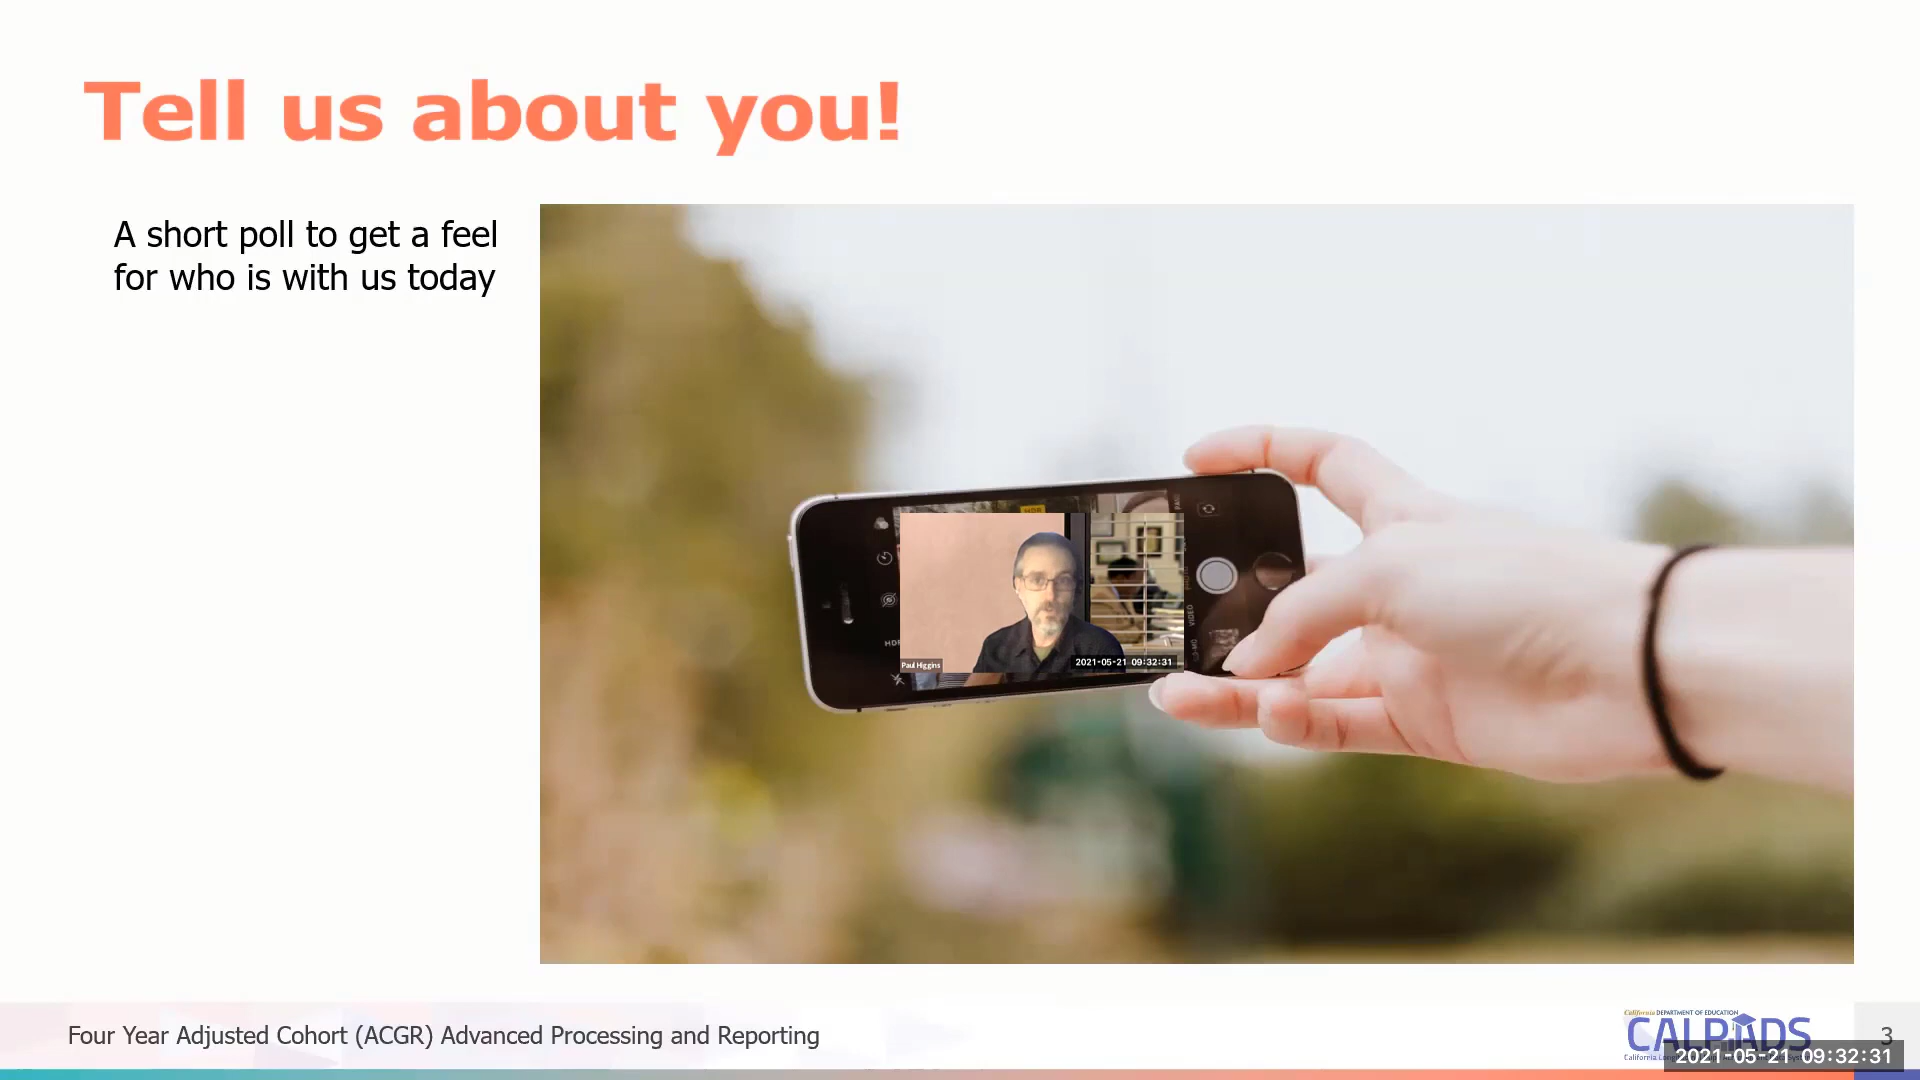 Tell us about you!
A short poll to get a feel
for who is with us today
HDR
VIDEO
Paul Higgins
2021-05-21 09:32:31
Four Year Adjusted Cohort (ACGR) Advanced Processing and Reporting
California DEPARTMENT OF EDUCATION
CALPADS
3
2021-05-21 09:32:31